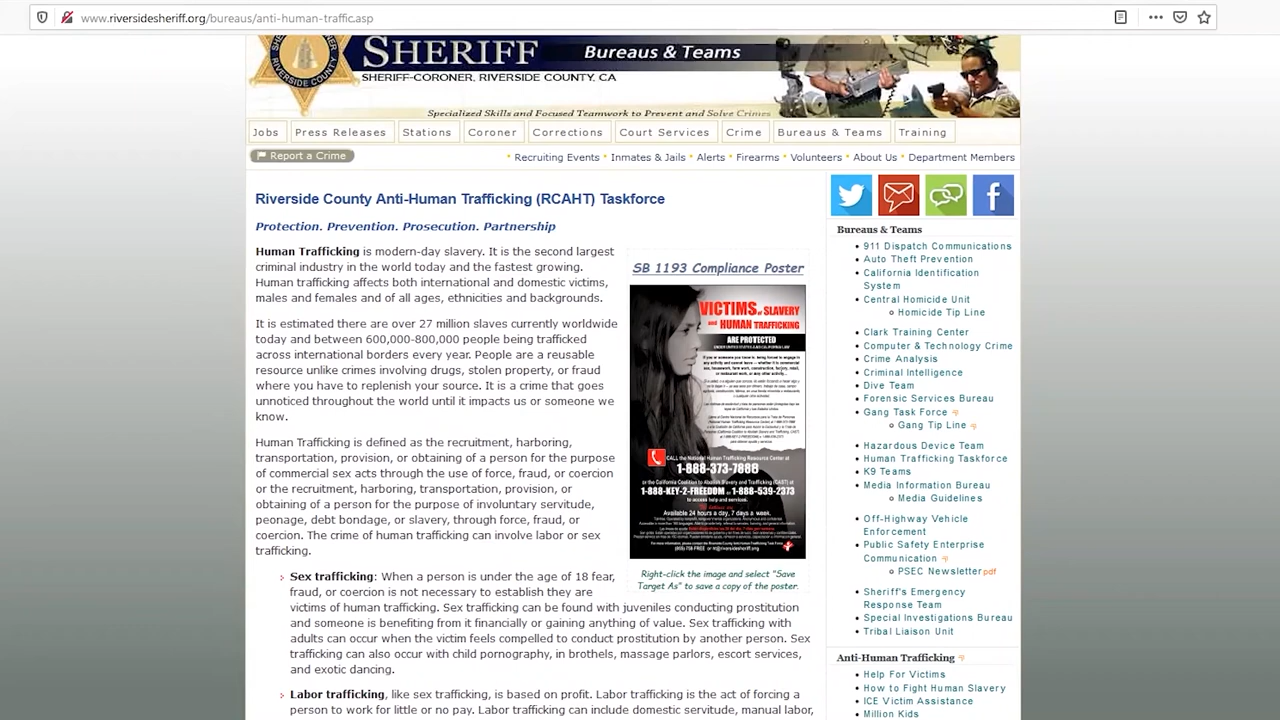 www.riversidesheriff.org/bureaus/anti-human-traffic.asp
SHERIFF
Bureaus & Teams
RIVERSIDE COUNTY
SHERIFF-CORONER, RIVERSIDE COUNTY, CA
Specialized Skills and Focused Teamwork to Prevent and Solve Crimes
Jobs Press Releases Stations Coroner Corrections Court Services Crime Bureaus & Teams Training
Report a Crime
Recruiting Events • Inmates & Jails • Alerts • Firearms • Volunteers • About Us • Department Members
Riverside County Anti-Human Trafficking (RCAHT) Taskforce
Protection. Prevention. Prosecution. Partnership
Human Trafficking is modern-day slavery. It is the second largest
criminal industry in the world today and the fastest growing.
Human trafficking affects both international and domestic victims,
males and females and of all ages, ethnicities and backgrounds.
It is estimated there are over 27 million slaves currently worldwide
today and between 600,000-800,000 people being trafficked
across international borders every year. People are a reusable
resource unlike crimes involving drugs, stolen property, or fraud
where you have to replenish your source. It is a crime that goes
unnoticed throughout the world until it impacts us or someone we
know.
Human Trafficking is defined as the recruitment, harboring,
transportation, provision, or obtaining of a person for the purpose
of commercial sex acts through the use of force, fraud, or coercion
or the recruitment, harboring, transportation, provision, or
obtaining of a person for the purpose of involuntary servitude,
peonage, debt bondage, or slavery, through force, fraud, or
coercion. The crime of human trafficking must involve labor or sex
trafficking.
SB 1193 Compliance Poster
VICTIMS of SLAVERY
and HUMAN TRAFFICKING
ARE PROTECTED
UNDER UNITED STATES AND CALIFORNIA LAW
CALL the National Human Trafficking Resource Center at
1-888-373-7888
or the California Coalition to Abolish Slavery and Trafficking (CAST) at
1-888-KEY-2-FREEDOM or 1-888-539-2373
to access help and services.
Available 24 hours a day, 7 days a week.
Right-click the image and select "Save
Target As" to save a copy of the poster.
Sex trafficking: When a person is under the age of 18 fear,
fraud, or coercion is not necessary to establish they are
victims of human trafficking. Sex trafficking can be found with juveniles conducting prostitution
and someone is benefiting from it financially or gaining anything of value. Sex trafficking with
adults can occur when the victim feels compelled to conduct prostitution by another person. Sex
trafficking can also occur with child pornography, in brothels, massage parlors, escort services,
and exotic dancing.
Labor trafficking, like sex trafficking, is based on profit. Labor trafficking is the act of forcing a
person to work for little or no pay. Labor trafficking can include domestic servitude, manual labor,
Bureaus & Teams
911 Dispatch Communications
Auto Theft Prevention
California Identification
System
Central Homicide Unit
Homicide Tip Line
Clark Training Center
Computer & Technology Crime
Crime Analysis
Criminal Intelligence
Dive Team
Forensic Services Bureau
Gang Task Force
Gang Tip Line
Hazardous Device Team
Human Trafficking Taskforce
K9 Teams
Media Information Bureau
Media Guidelines
Off-Highway Vehicle
Enforcement
Public Safety Enterprise
Communication
PSEC Newsletter pdf
Sheriff's Emergency
Response Team
Special Investigations Bureau
Tribal Liaison Unit
Anti-Human Trafficking
Help For Victims
How to Fight Human Slavery
ICE Victim Assistance
Million Kids